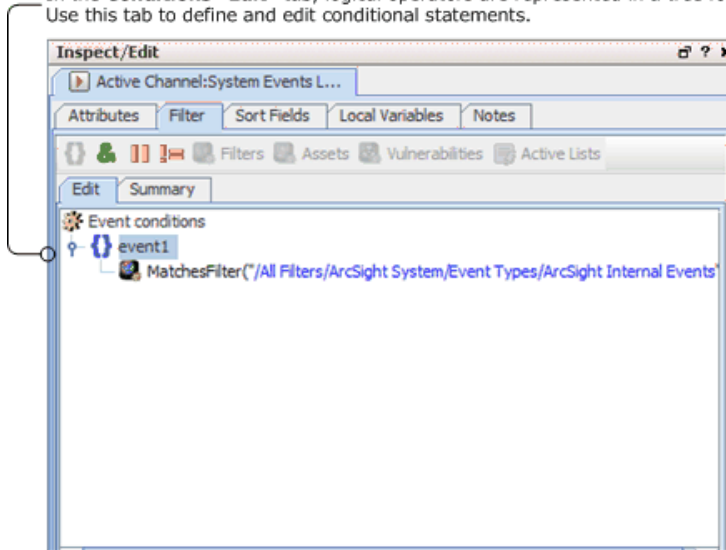 Use this tab to define and edit conditional statements.
Inspect/Edit
Active Channel:System Events L...
Attributes Filter Sort Fields Local Variables Notes
Filters Assets Vulnerabilities Active Lists
Edit Summary
Event conditions
event1
MatchesFilter("/All Filters/ArcSight System/Event Types/ArcSight Internal Events"